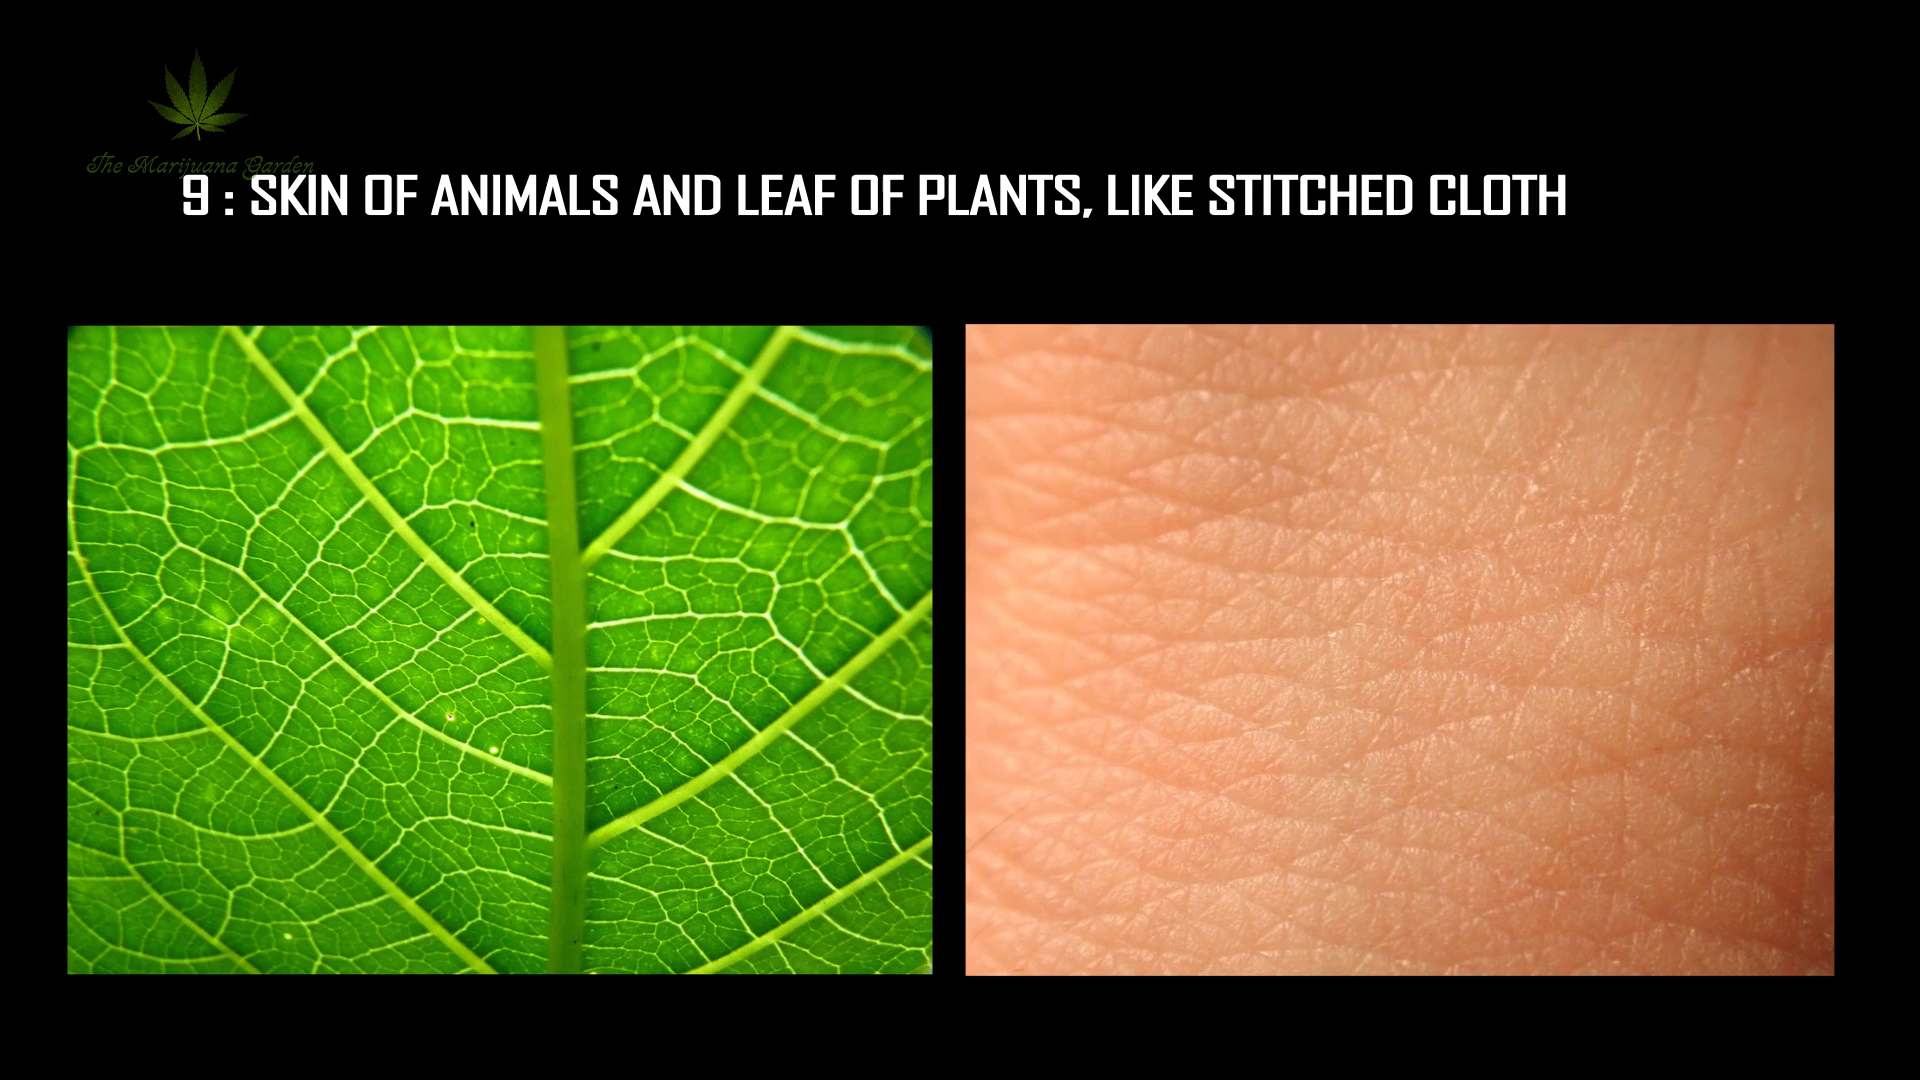 The Marijuana Garden
9 : SKIN OF ANIMALS AND LEAF OF PLANTS, LIKE STITCHED CLOTH